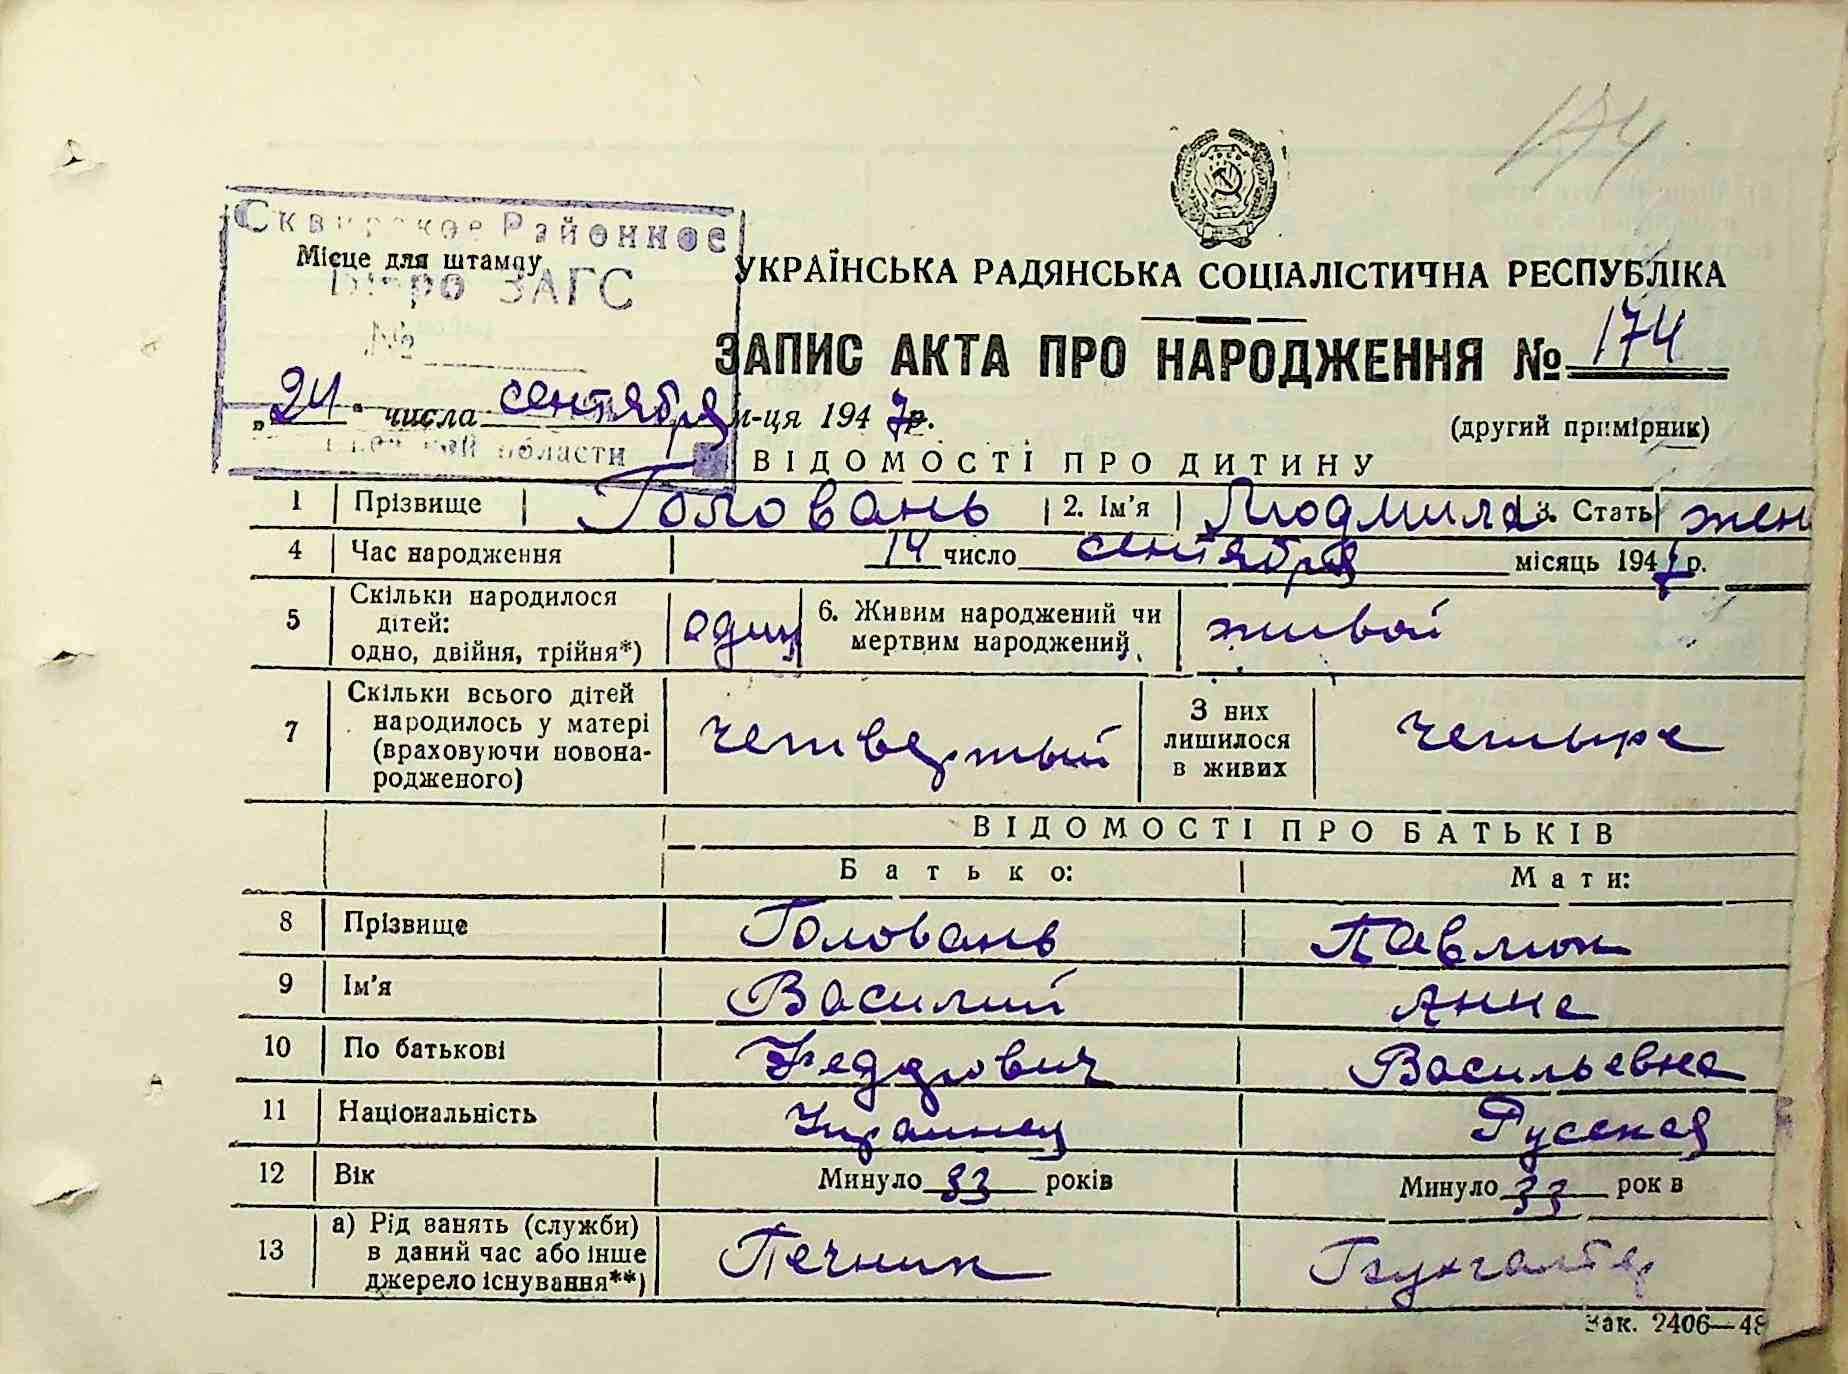 174
УРСР
Сквирское Районное
Місце для штампу
Бюро ЗАГС
№
УКРАЇНСЬКА РАДЯНСЬКА СОЦІАЛІСТИЧНА РЕСПУБЛІКА
ЗАПИС АКТА ПРО НАРОДЖЕННЯ № 174
„24“ числа сентября м-ця 1947 р.
(другий примірник)
области
ВІДОМОСТІ ПРО ДИТИНУ
1 Прізвище Головань 2. Ім'я Людмила 3. Стать жен
4 Час народження 14 число сентября місяць 1947 р.
5 Скільки народилося дітей: одно, двійня, трійня*) один 6. Живим народжений чи мертвим народжений живой
7 Скільки всього дітей народилось у матері (враховуючи новонародженого) четвертый З них лишилося в живих четыре
ВІДОМОСТІ ПРО БАТЬКІВ
Батько: Мати:
8 Прізвище Головань Павлюк
9 Ім'я Василий Анна
10 По батькові Федорович Васильевна
11 Національність Украинец Русская
12 Вік Минуло 33 років Минуло 33 рок в
13 а) Рід занять (служби) в даний час або інше джерело існування**) Печник Бухгалтер
Зак. 2406—48